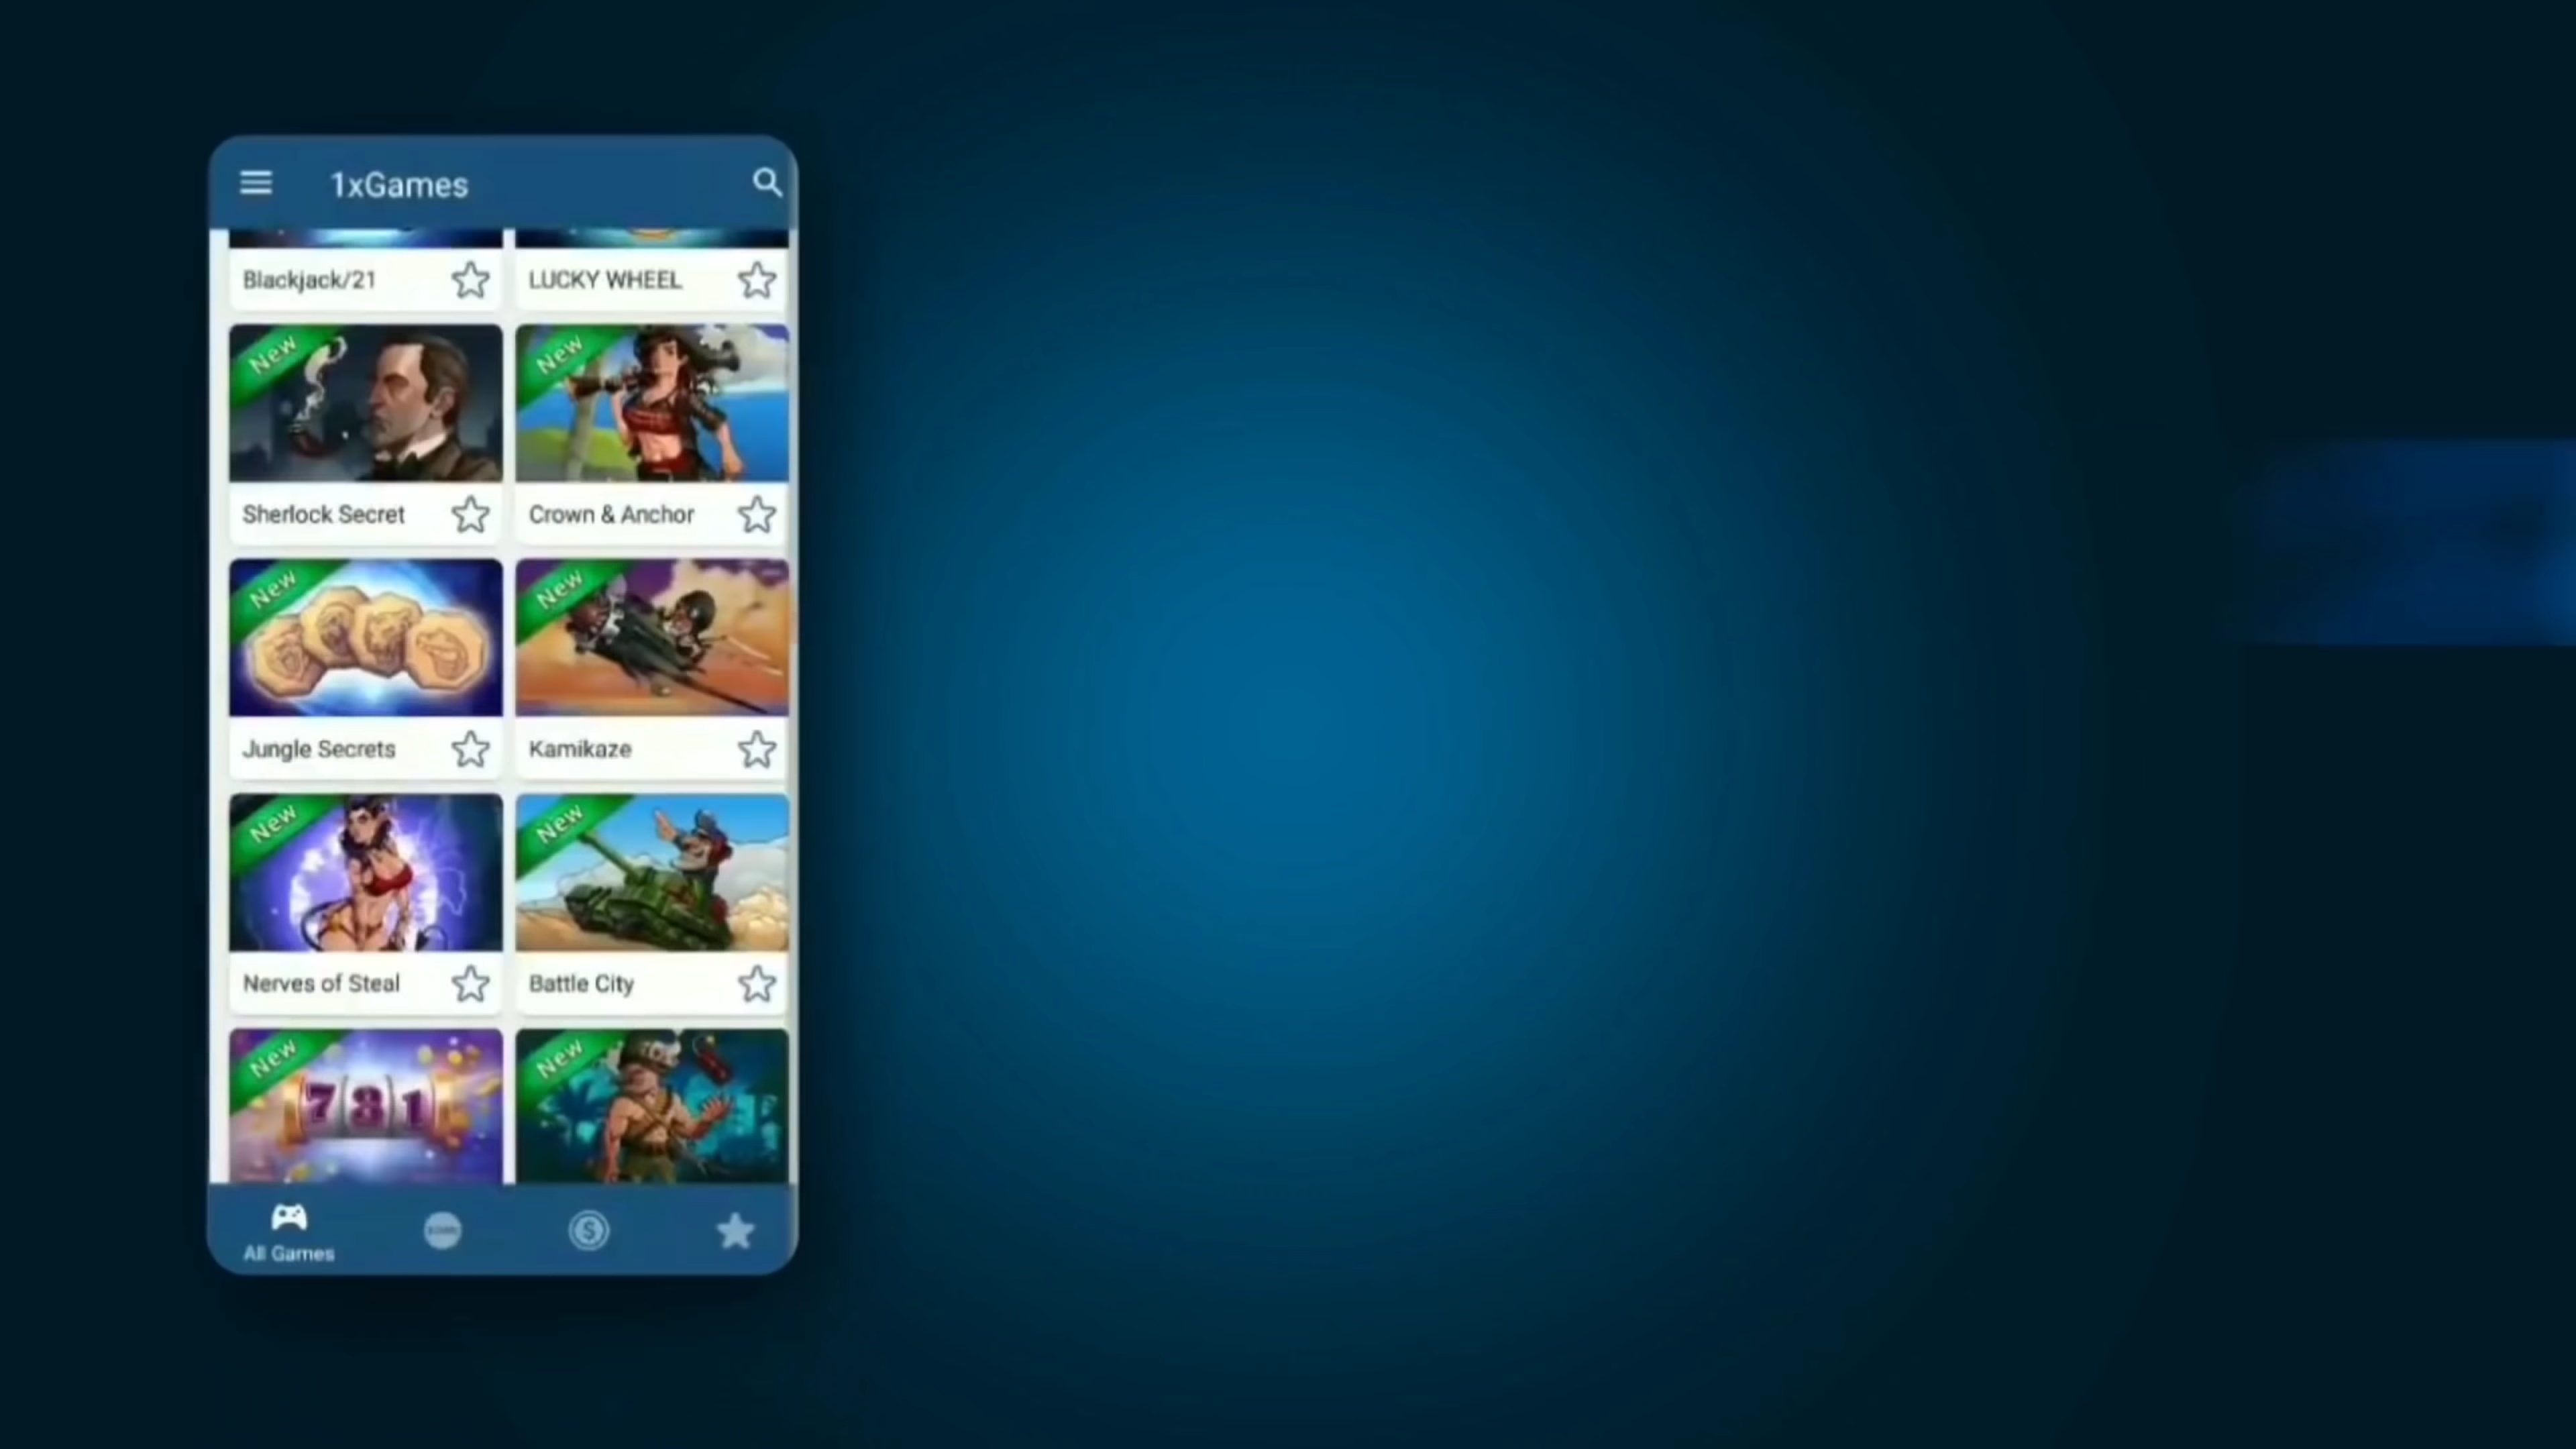 1xGames
Blackjack/21
LUCKY WHEEL
New
New
Sherlock Secret
Crown & Anchor
New
New
Jungle Secrets
Kamikaze
New
New
Nerves of Steal
Battle City
New
New
7 3 1
All Games